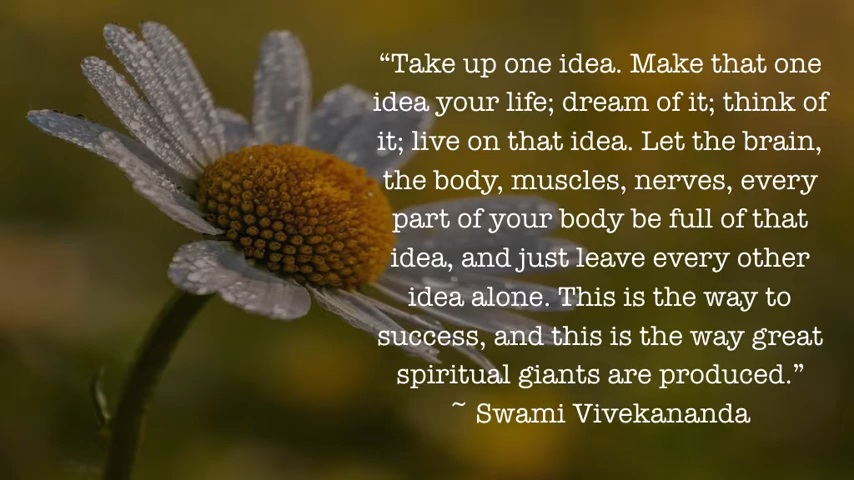 “Take up one idea. Make that one
idea your life; dream of it; think of
it; live on that idea. Let the brain,
the body, muscles, nerves, every
part of your body be full of that
idea, and just leave every other
idea alone. This is the way to
success, and this is the way great
spiritual giants are produced.”
~ Swami Vivekananda